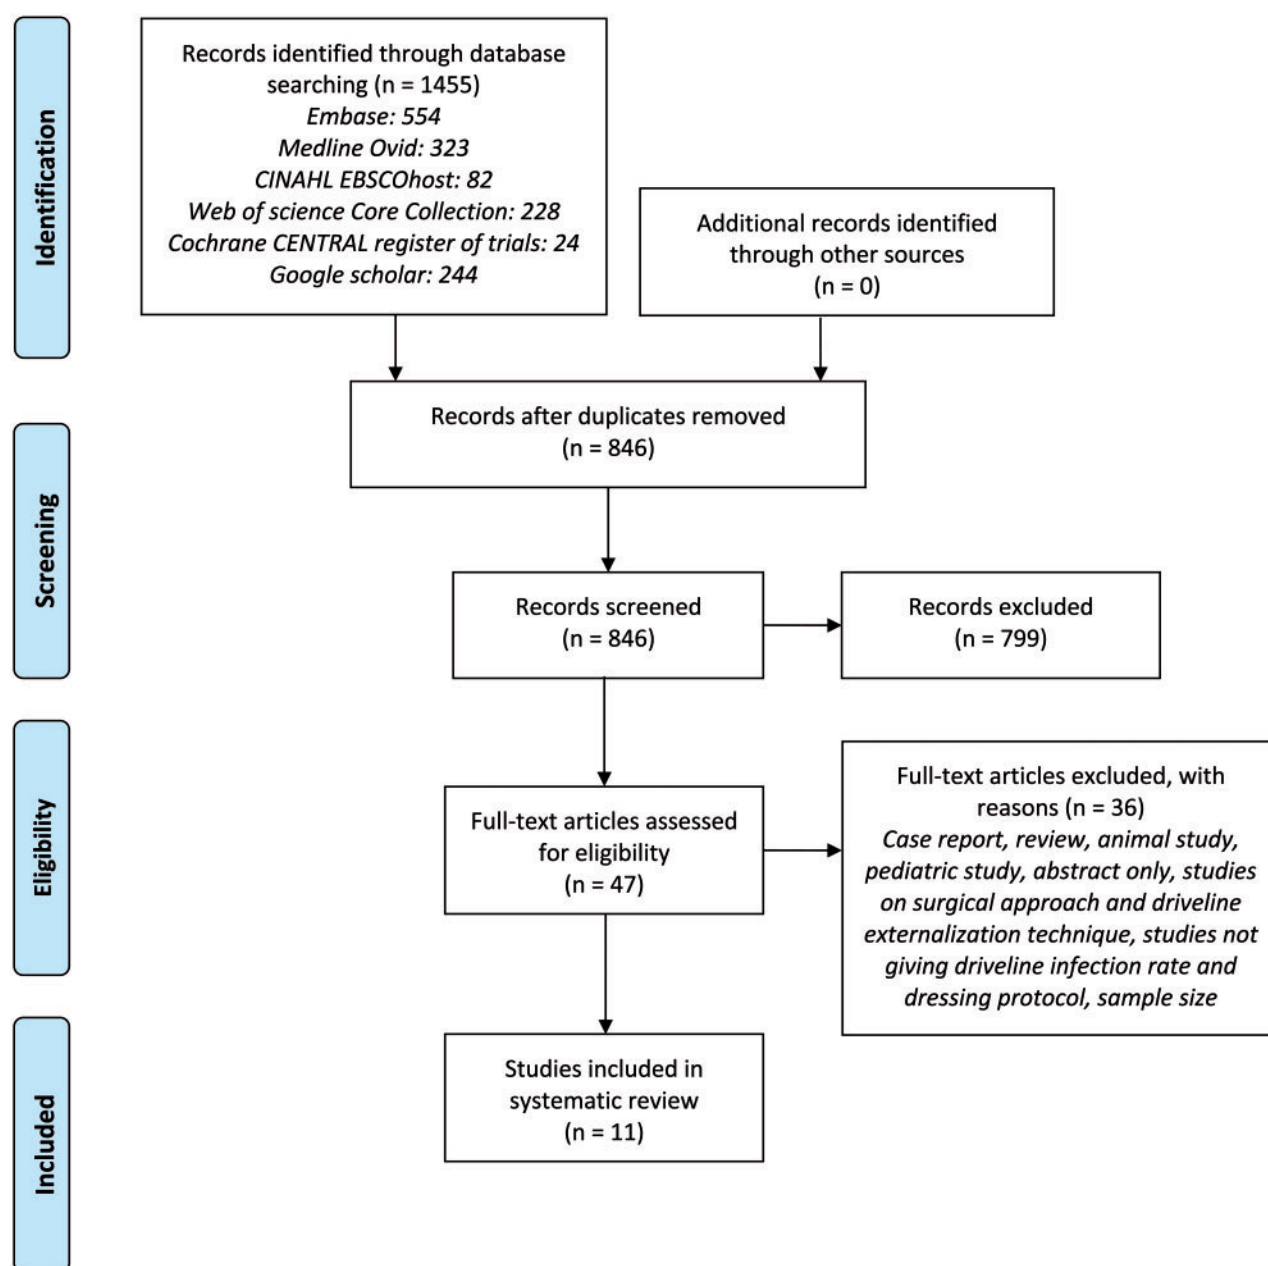 Identification
Records identified through database
searching (n = 1455)
Embase: 554
Medline Ovid: 323
CINAHL EBSCOhost: 82
Web of science Core Collection: 228
Cochrane CENTRAL register of trials: 24
Google scholar: 244
Additional records identified
through other sources
(n = 0)
Records after duplicates removed
(n = 846)
Screening
Records screened
(n = 846)
Records excluded
(n = 799)
Eligibility
Full-text articles assessed
for eligibility
(n = 47)
Full-text articles excluded, with
reasons (n = 36)
Case report, review, animal study,
pediatric study, abstract only, studies
on surgical approach and driveline
externalization technique, studies not
giving driveline infection rate and
dressing protocol, sample size
Included
Studies included in
systematic review
(n = 11)